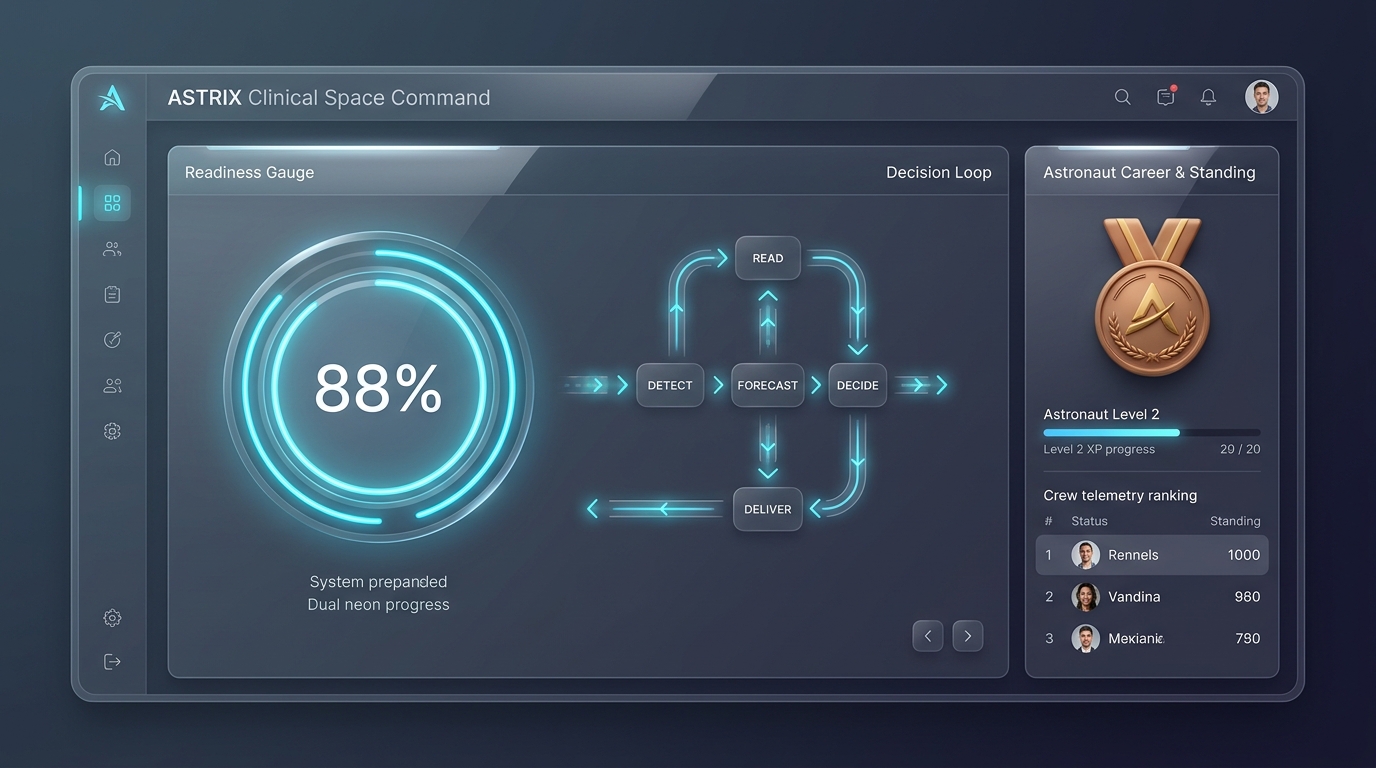 ASTRIX Clinical Space Command
Readiness Gauge
Decision Loop
88%
System prepanded
Dual neon progress
READ
DETECT
FORECAST
DECIDE
DELIVER
Astronaut Career & Standing
Astronaut Level 2
Level 2 XP progress
20 / 20
Crew telemetry ranking
# Status Standing
1 Rennels 1000
2 Vandina 960
3 790